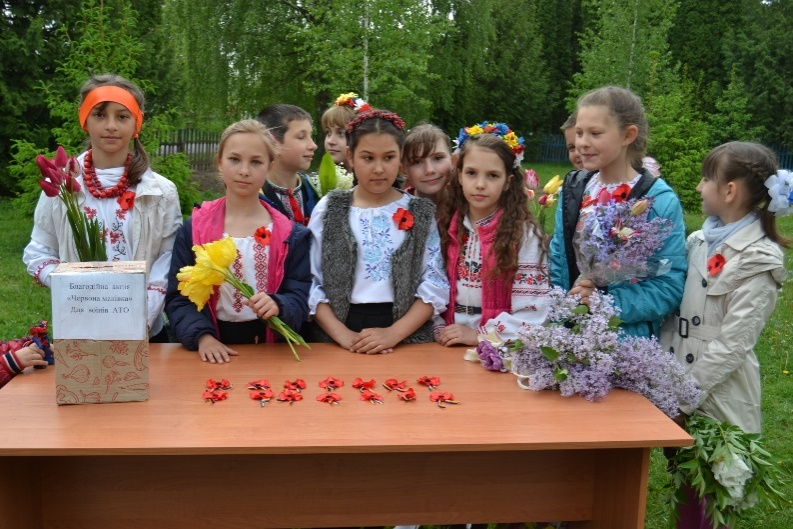 Благодійна акція
«Червона маківка»
Для воїнів АТО